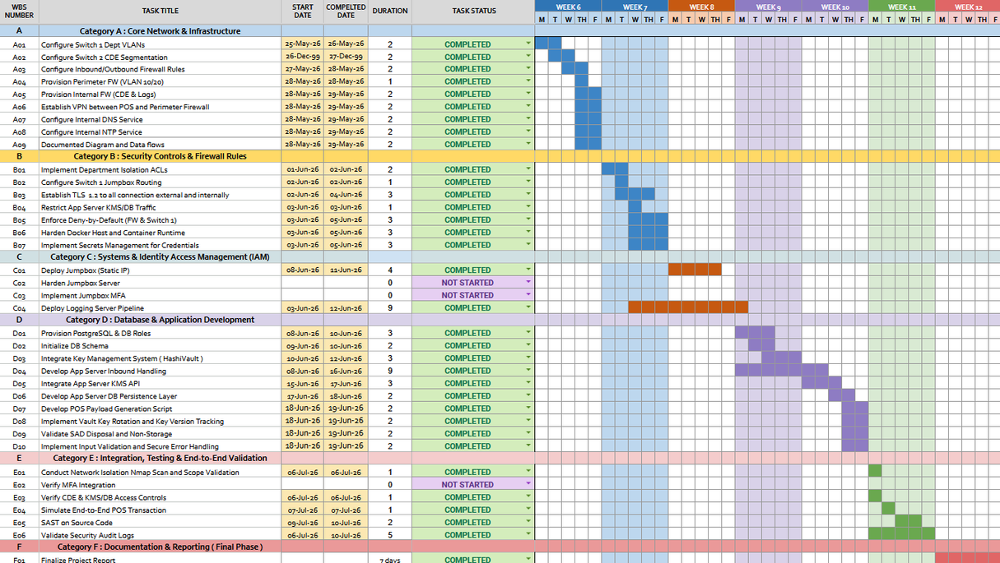 WBS NUMBER TASK TITLE START DATE COMPELTED DATE DURATION TASK STATUS WEEK 6 WEEK 7 WEEK 8 WEEK 9 WEEK 10 WEEK 11 WEEK 12
M T W TH F M T W TH F M T W TH F M T W TH F M T W TH F M T W TH F M T W TH F
A Category A : Core Network & Infrastructure
A01 Configure Switch 1 Dept VLANs 25-May-26 26-May-26 2 COMPLETED
A02 Configure Switch 2 CDE Segmentation 26-Dec-99 27-Dec-99 2 COMPLETED
A03 Configure Inbound/Outbound Firewall Rules 27-May-26 28-May-26 2 COMPLETED
A04 Provision Perimeter FW (VLAN 10/20) 28-May-26 28-May-26 1 COMPLETED
A05 Provision Internal FW (CDE & Logs) 28-May-26 29-May-26 2 COMPLETED
A06 Establish VPN between POS and Perimeter Firewall 28-May-26 29-May-26 2 COMPLETED
A07 Configure Internal DNS Service 28-May-26 29-May-26 2 COMPLETED
A08 Configure Internal NTP Service 28-May-26 29-May-26 2 COMPLETED
A09 Documented Diagram and Data flows 28-May-26 29-May-26 2 COMPLETED
B Category B : Security Controls & Firewall Rules
B01 Implement Department Isolation ACLs 01-Jun-26 02-Jun-26 2 COMPLETED
B02 Configure Switch 1 Jumpbox Routing 02-Jun-26 02-Jun-26 1 COMPLETED
B03 Establish TLS 1.2 to all connection external and internally 02-Jun-26 04-Jun-26 3 COMPLETED
B04 Restrict App Server KMS/DB Traffic 03-Jun-26 03-Jun-26 1 COMPLETED
B05 Enforce Deny-by-Default (FW & Switch 1) 03-Jun-26 05-Jun-26 3 COMPLETED
B06 Harden Docker Host and Container Runtime 03-Jun-26 05-Jun-26 3 COMPLETED
B07 Implement Secrets Management for Credentials 03-Jun-26 05-Jun-26 3 COMPLETED
C Category C : Systems & Identity Access Management (IAM)
C01 Deploy Jumpbox (Static IP) 08-Jun-26 11-Jun-26 4 COMPLETED
C02 Harden Jumpbox Server 0 NOT STARTED
C03 Implement Jumpbox MFA 0 NOT STARTED
C04 Deploy Logging Server Pipeline 03-Jun-26 12-Jun-26 9 COMPLETED
D Category D : Database & Application Development
D01 Provision PostgreSQL & DB Roles 08-Jun-26 10-Jun-26 3 COMPLETED
D02 Initialize DB Schema 09-Jun-26 10-Jun-26 2 COMPLETED
D03 Integrate Key Management System ( HashiVault ) 10-Jun-26 12-Jun-26 3 COMPLETED
D04 Develop App Server Inbound Handling 08-Jun-26 16-Jun-26 9 COMPLETED
D05 Integrate App Server KMS API 15-Jun-26 17-Jun-26 3 COMPLETED
D06 Develop App Server DB Persistence Layer 17-Jun-26 18-Jun-26 2 COMPLETED
D07 Develop POS Payload Generation Script 18-Jun-26 19-Jun-26 2 COMPLETED
D08 Implement Vault Key Rotation and Key Version Tracking 18-Jun-26 19-Jun-26 2 COMPLETED
D09 Validate SAD Disposal and Non-Storage 18-Jun-26 19-Jun-26 2 COMPLETED
D10 Implement Input Validation and Secure Error Handling 18-Jun-26 19-Jun-26 2 COMPLETED
E Category E : Integration, Testing & End-to-End Validation
E01 Conduct Network Isolation Nmap Scan and Scope Validation 06-Jul-26 06-Jul-26 1 COMPLETED
E02 Verify MFA Integration 0 NOT STARTED
E03 Verify CDE & KMS/DB Access Controls 06-Jul-26 06-Jul-26 1 COMPLETED
E04 Simulate End-to-End POS Transaction 07-Jul-26 07-Jul-26 1 COMPLETED
E05 SAST on Source Code 09-Jul-26 10-Jul-26 2 COMPLETED
E06 Validate Security Audit Logs 06-Jul-26 10-Jul-26 5 COMPLETED
F Category F : Documentation & Reporting ( Final Phase )
F01 Finalize Project Report 7 days COMPLETED